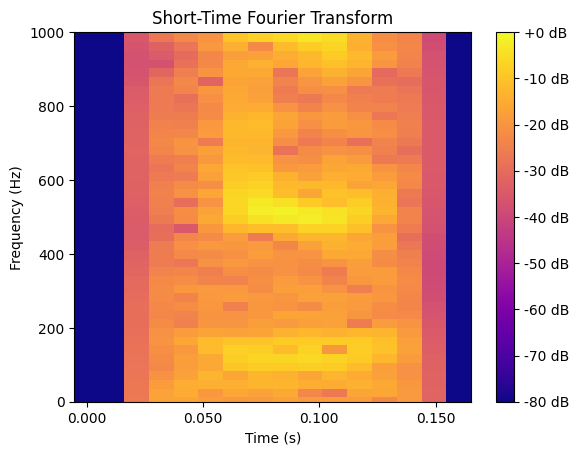 Short-Time Fourier Transform
1000
800
600
400
200
0
Frequency (Hz)
0.000
0.050
0.100
0.150
Time (s)
+0 dB
-10 dB
-20 dB
-30 dB
-40 dB
-50 dB
-60 dB
-70 dB
-80 dB